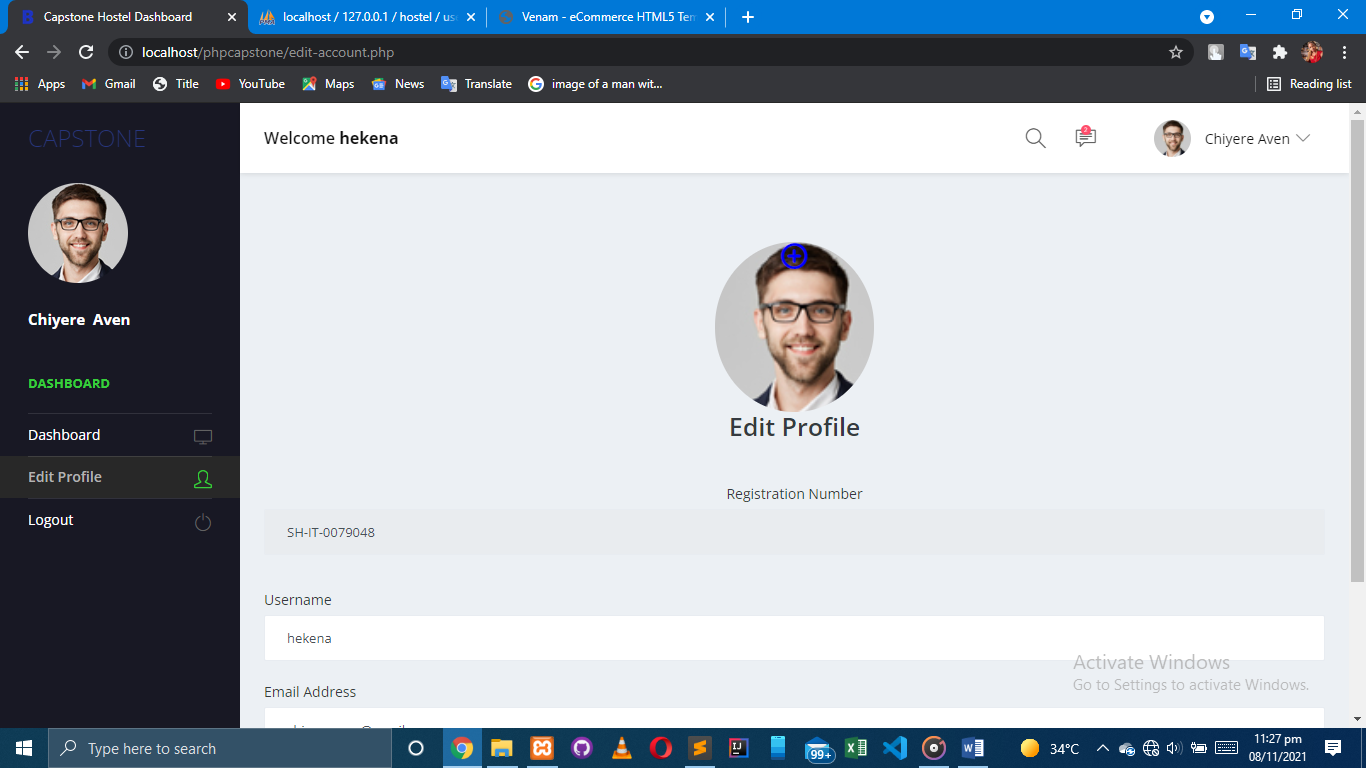 Capstone Hostel Dashboard
localhost / 127.0.0.1 / hostel / us
Venam - eCommerce HTML5 Ten
localhost/phpcapstone/edit-account.php
Apps Gmail Title YouTube Maps News Translate image of a man wit... Reading list
CAPSTONE
Welcome hekena
Chiyere Aven
Chiyere Aven
DASHBOARD
Dashboard
Edit Profile
Logout
Edit Profile
Registration Number
SH-IT-0079048
Username
hekena
Email Address
Activate Windows
Go to Settings to activate Windows.
Type here to search
99+
34°C
11:27 pm
08/11/2021